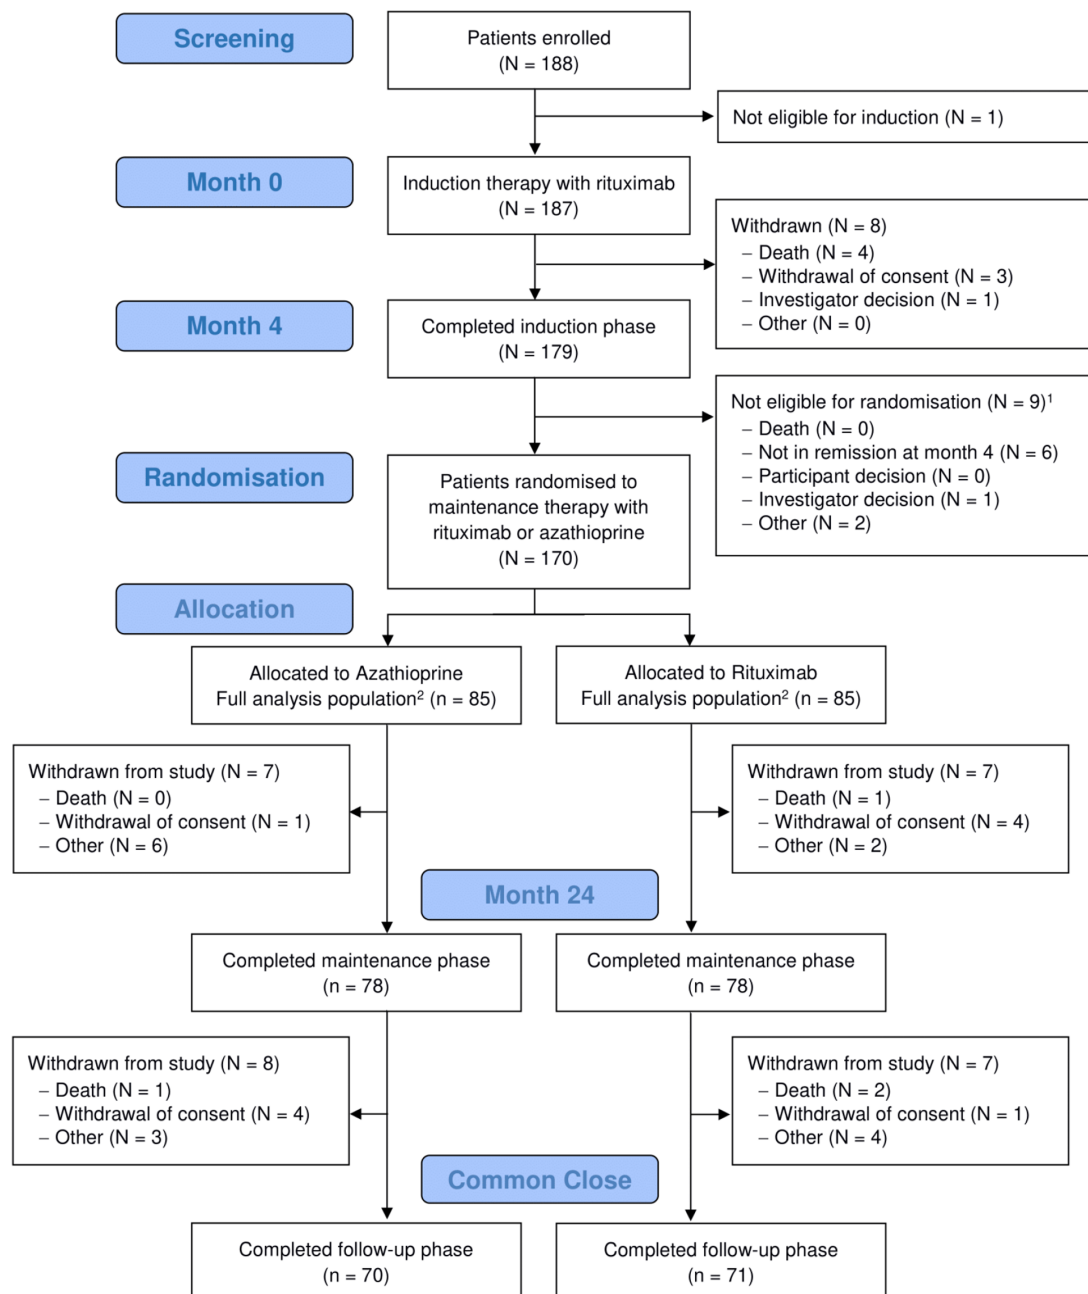 Screening
Patients enrolled
(N = 188)
Not eligible for induction (N = 1)
Month 0
Induction therapy with rituximab
(N = 187)
Withdrawn (N = 8)
– Death (N = 4)
– Withdrawal of consent (N = 3)
– Investigator decision (N = 1)
– Other (N = 0)
Month 4
Completed induction phase
(N = 179)
Not eligible for randomisation (N = 9)¹
– Death (N = 0)
– Not in remission at month 4 (N = 6)
– Participant decision (N = 0)
– Investigator decision (N = 1)
– Other (N = 2)
Randomisation
Patients randomised to
maintenance therapy with
rituximab or azathioprine
(N = 170)
Allocation
Allocated to Azathioprine
Full analysis population² (n = 85)
Allocated to Rituximab
Full analysis population² (n = 85)
Withdrawn from study (N = 7)
– Death (N = 0)
– Withdrawal of consent (N = 1)
– Other (N = 6)
Withdrawn from study (N = 7)
– Death (N = 1)
– Withdrawal of consent (N = 4)
– Other (N = 2)
Month 24
Completed maintenance phase
(n = 78)
Completed maintenance phase
(n = 78)
Withdrawn from study (N = 8)
– Death (N = 1)
– Withdrawal of consent (N = 4)
– Other (N = 3)
Withdrawn from study (N = 7)
– Death (N = 2)
– Withdrawal of consent (N = 1)
– Other (N = 4)
Common Close
Completed follow-up phase
(n = 70)
Completed follow-up phase
(n = 71)